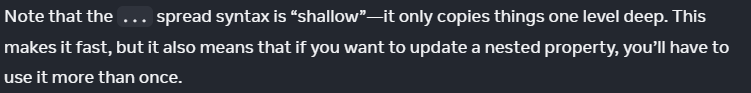 Note that the ... spread syntax is “shallow”—it only copies things one level deep. This
makes it fast, but it also means that if you want to update a nested property, you’ll have to
use it more than once.